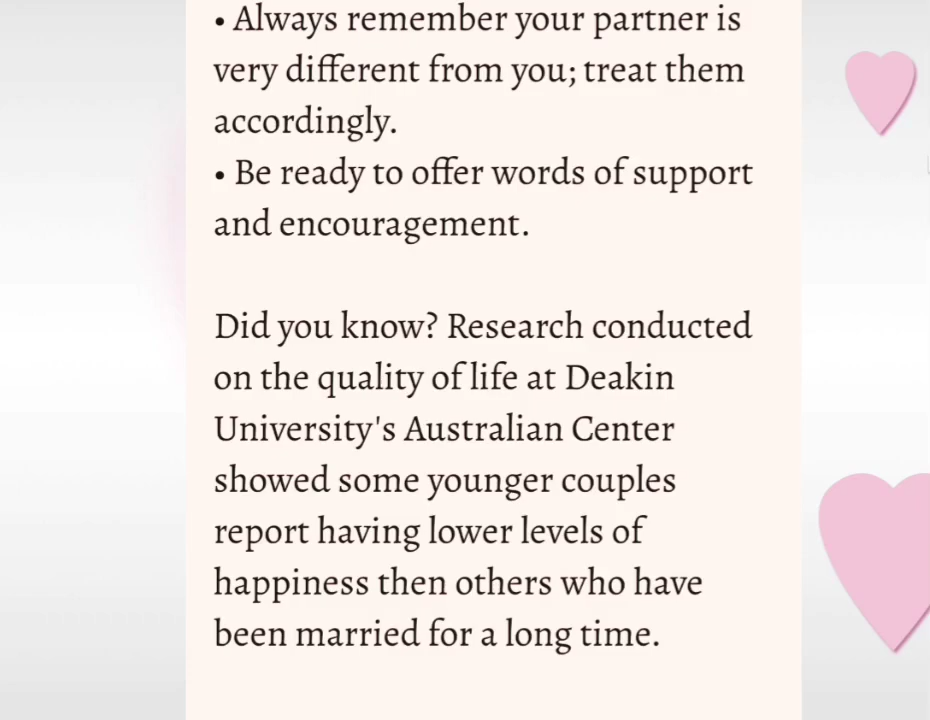 • Always remember your partner is
very different from you; treat them
accordingly.
• Be ready to offer words of support
and encouragement.
Did you know? Research conducted
on the quality of life at Deakin
University's Australian Center
showed some younger couples
report having lower levels of
happiness then others who have
been married for a long time.